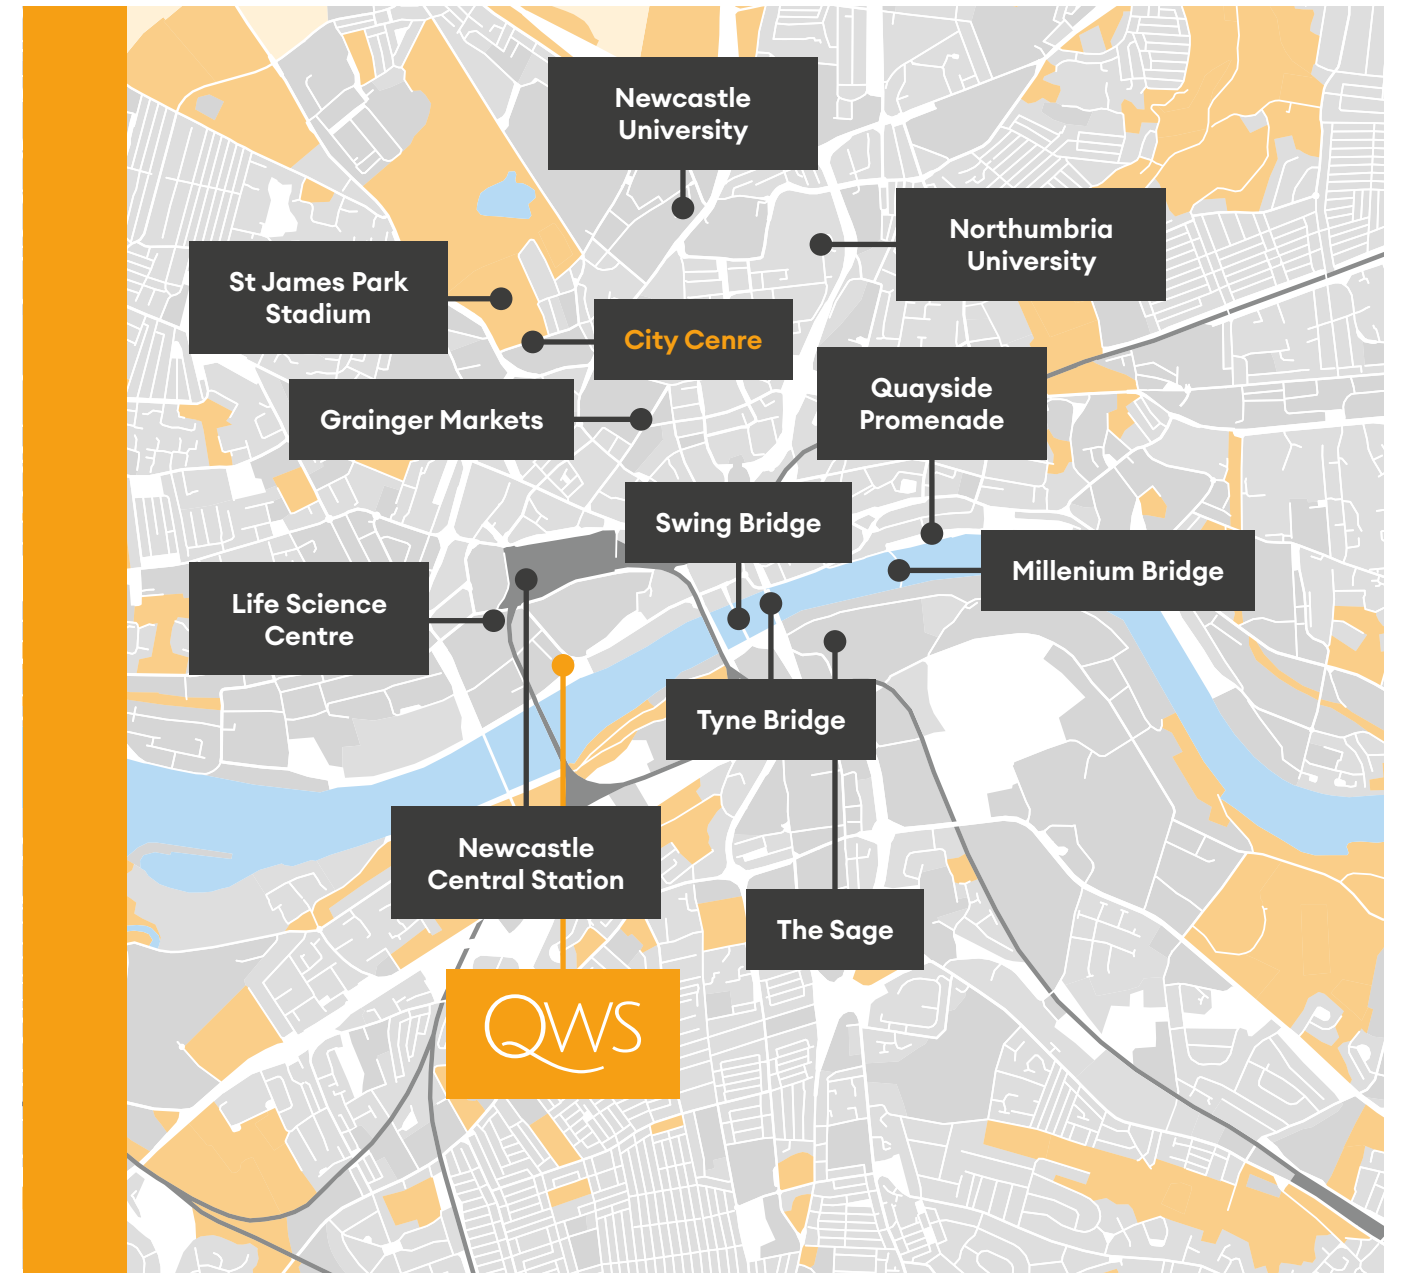 Newcastle
University
Northumbria
University
St James Park
Stadium
City Cenre
Quayside
Promenade
Grainger Markets
Swing Bridge
Millenium Bridge
Life Science
Centre
Tyne Bridge
Newcastle
Central Station
The Sage
QWS